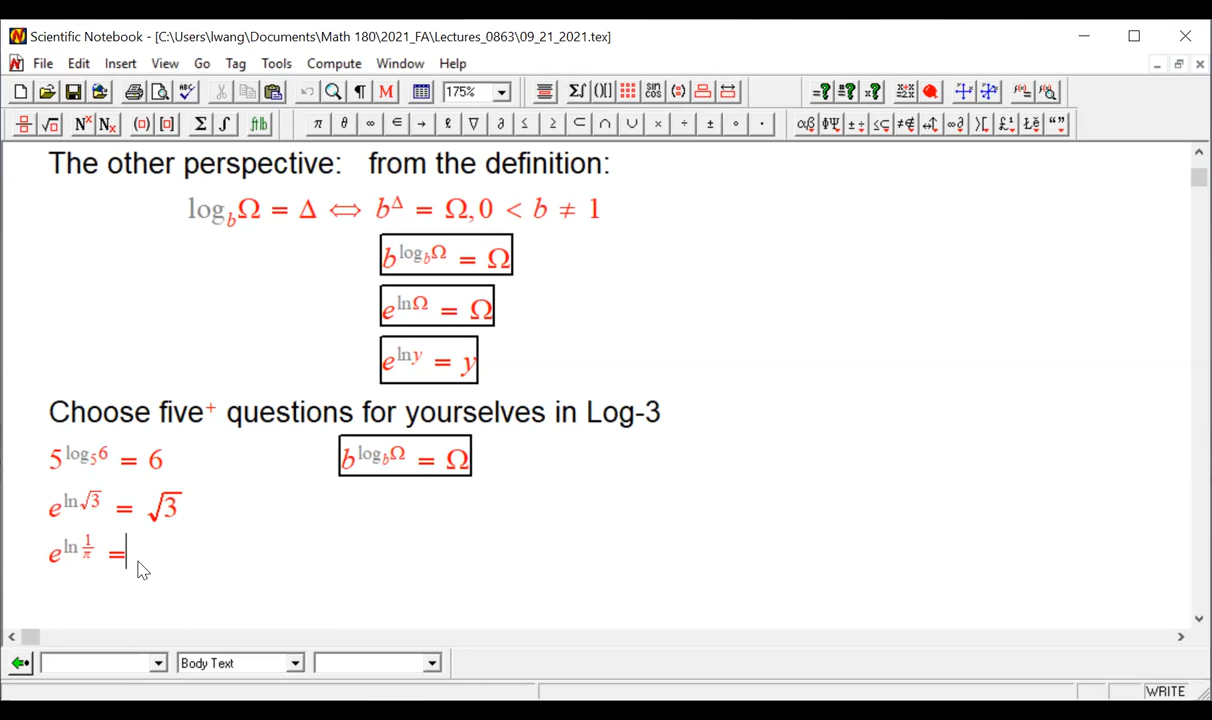 Scientific Notebook - [C:\Users\lwang\Documents\Math 180\2021_FA\Lectures_0863\09_21_2021.tex]
File Edit Insert View Go Tag Tools Compute Window Help
175%
The other perspective: from the definition:
log_b Ω = Δ ⟺ b^Δ = Ω, 0 < b ≠ 1
b^{log_b Ω} = Ω
e^{ln Ω} = Ω
e^{ln y} = y
Choose five⁺ questions for yourselves in Log-3
5^{log_5 6} = 6 b^{log_b Ω} = Ω
e^{ln √3} = √3
e^{ln 1/π} =
Body Text
WRITE